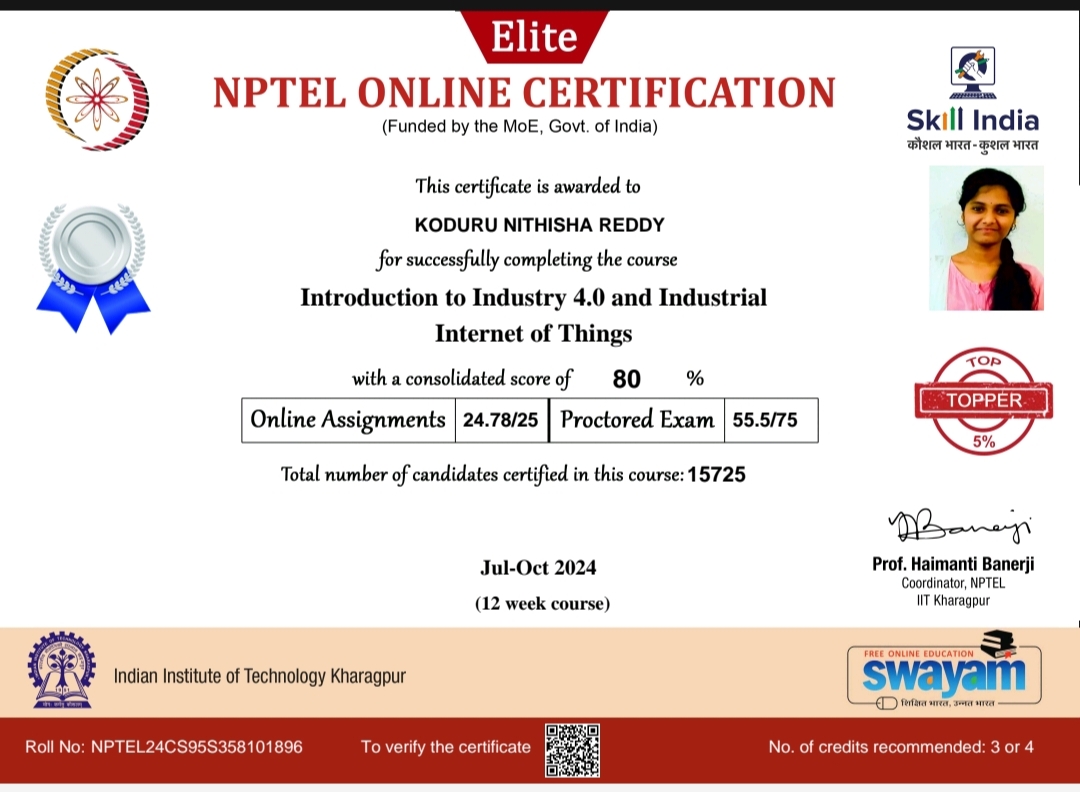 Elite
NPTEL ONLINE CERTIFICATION
(Funded by the MoE, Govt. of India)
Skill India
कौशल भारत - कुशल भारत
This certificate is awarded to
KODURU NITHISHA REDDY
for successfully completing the course
Introduction to Industry 4.0 and Industrial
Internet of Things
with a consolidated score of 80 %
Online Assignments 24.78/25 Proctored Exam 55.5/75
TOP
TOPPER
5%
Total number of candidates certified in this course: 15725
Jul-Oct 2024
(12 week course)
Prof. Haimanti Banerji
Coordinator, NPTEL
IIT Kharagpur
Indian Institute of Technology Kharagpur
FREE ONLINE EDUCATION
swayam
शिक्षित भारत, उन्नत भारत
Roll No: NPTEL24CS95S358101896 To verify the certificate No. of credits recommended: 3 or 4